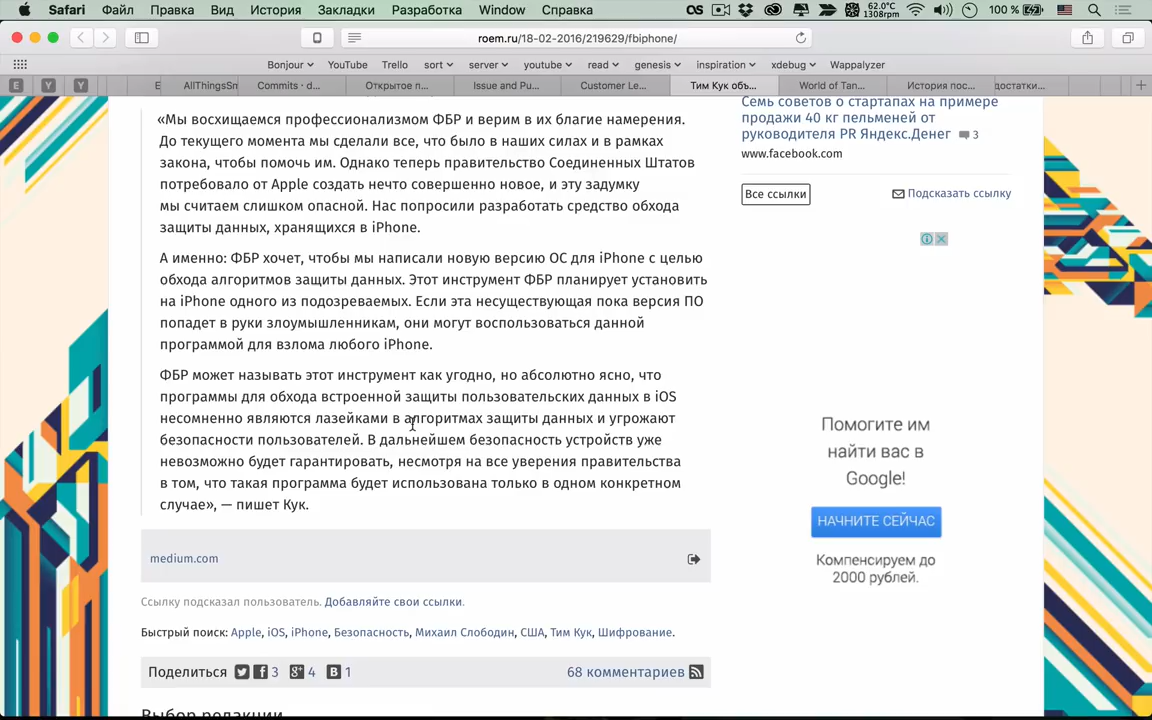 Safari Файл Правка Вид История Закладки Разработка Window Справка 62.0°C 1308rpm 100 %
roem.ru/18-02-2016/219629/fbiphone/
Bonjour YouTube Trello sort server youtube read genesis inspiration xdebug Wappalyzer
E Y Y E AllThingsSm Commits · d... Открытое п... Issue and Pu... Customer Le... Тим Кук объ... World of Tan... История пос... достатки...
«Мы восхищаемся профессионализмом ФБР и верим в их благие намерения.
До текущего момента мы сделали все, что было в наших силах и в рамках
закона, чтобы помочь им. Однако теперь правительство Соединенных Штатов
потребовало от Apple создать нечто совершенно новое, и эту задумку
мы считаем слишком опасной. Нас попросили разработать средство обхода
защиты данных, хранящихся в iPhone.
А именно: ФБР хочет, чтобы мы написали новую версию ОС для iPhone с целью
обхода алгоритмов защиты данных. Этот инструмент ФБР планирует установить
на iPhone одного из подозреваемых. Если эта несуществующая пока версия ПО
попадет в руки злоумышленникам, они могут воспользоваться данной
программой для взлома любого iPhone.
ФБР может называть этот инструмент как угодно, но абсолютно ясно, что
программы для обхода встроенной защиты пользовательских данных в iOS
несомненно являются лазейками в алгоритмах защиты данных и угрожают
безопасности пользователей. В дальнейшем безопасность устройств уже
невозможно будет гарантировать, несмотря на все уверения правительства
в том, что такая программа будет использована только в одном конкретном
случае», — пишет Кук.
medium.com
Ссылку подсказал пользователь. Добавляйте свои ссылки.
Быстрый поиск: Apple, iOS, iPhone, Безопасность, Михаил Слободин, США, Тим Кук, Шифрование.
Поделиться 3 4 1 68 комментариев
Выбор редакции
Семь советов о стартапах на примере
продажи 40 кг пельменей от
руководителя PR Яндекс.Денег 3
www.facebook.com
Все ссылки Подсказать ссылку
Помогите им
найти вас в
Google!
НАЧНИТЕ СЕЙЧАС
Компенсируем до
2000 рублей.